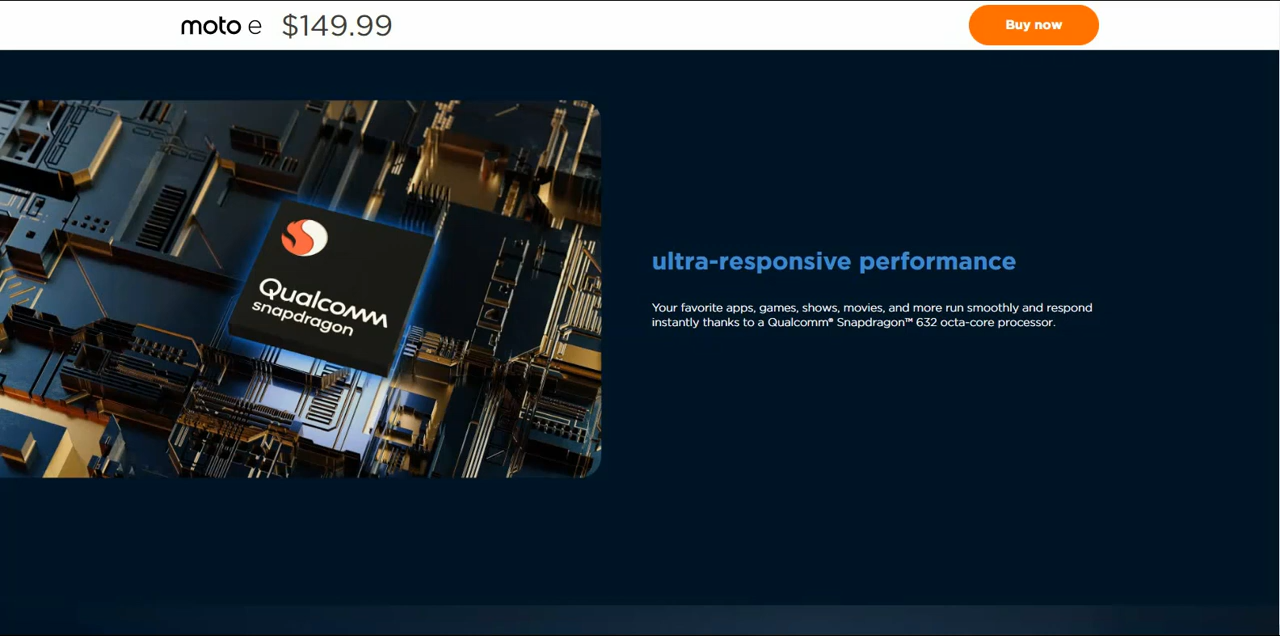 moto e $149.99
Buy now
Qualcomm
snapdragon
ultra-responsive performance
Your favorite apps, games, shows, movies, and more run smoothly and respond
instantly thanks to a Qualcomm® Snapdragon™ 632 octa-core processor.